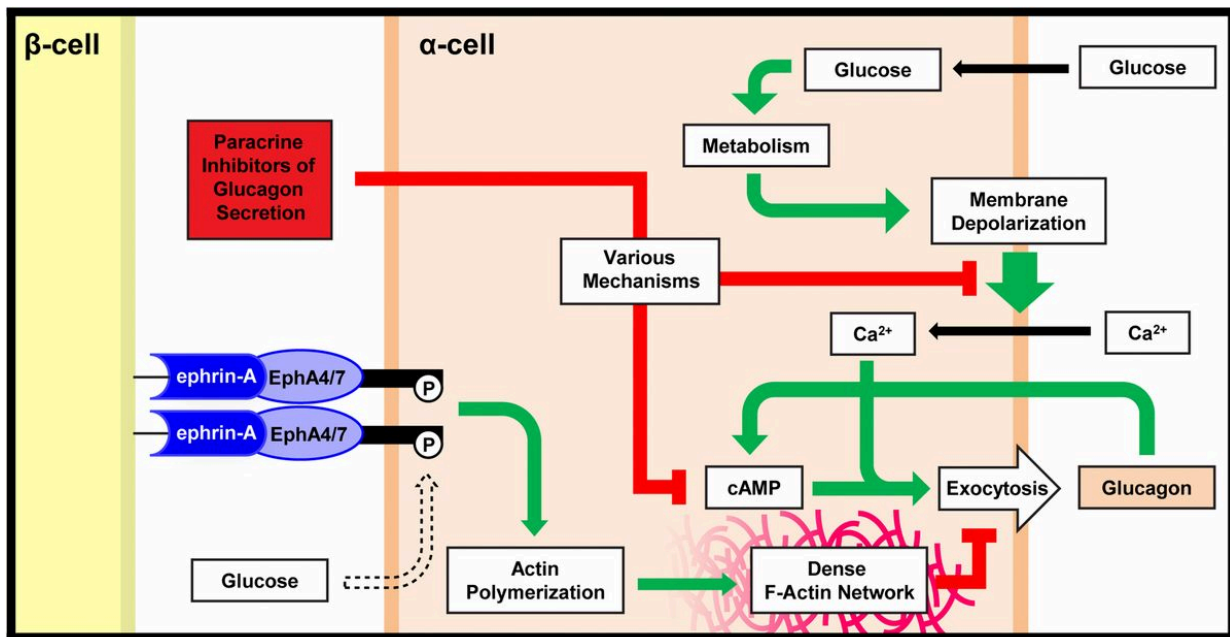 β-cell
α-cell
Glucose
Glucose
Paracrine
Inhibitors of
Glucagon
Secretion
Metabolism
Membrane
Depolarization
Various
Mechanisms
Ca²⁺
Ca²⁺
ephrin-A
EphA4/7
P
ephrin-A
EphA4/7
P
cAMP
Exocytosis
Glucagon
Glucose
Actin
Polymerization
Dense
F-Actin Network